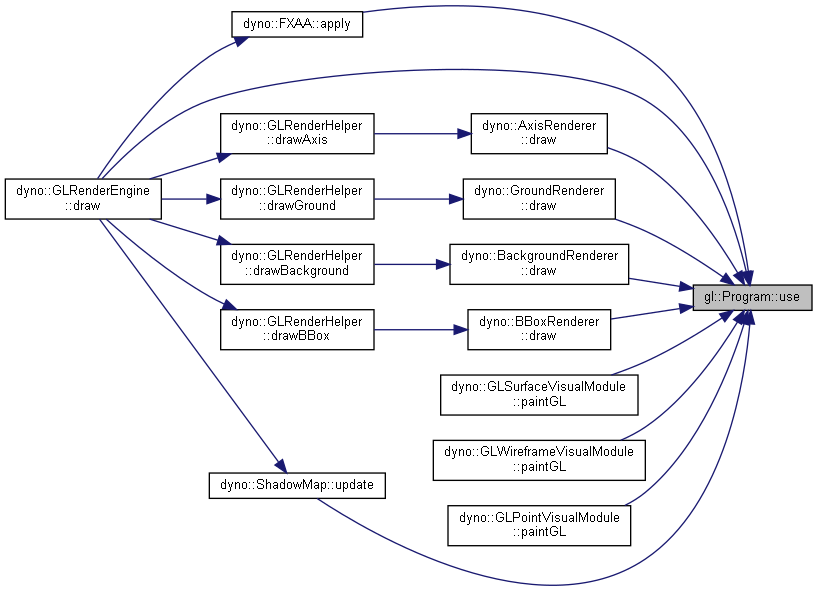 dyno::FXAA::apply
dyno::GLRenderHelper
::drawAxis
dyno::AxisRenderer
::draw
dyno::GLRenderEngine
::draw
dyno::GLRenderHelper
::drawGround
dyno::GroundRenderer
::draw
dyno::GLRenderHelper
::drawBackground
dyno::BackgroundRenderer
::draw
gl::Program::use
dyno::GLRenderHelper
::drawBBox
dyno::BBoxRenderer
::draw
dyno::GLSurfaceVisualModule
::paintGL
dyno::GLWireframeVisualModule
::paintGL
dyno::ShadowMap::update
dyno::GLPointVisualModule
::paintGL